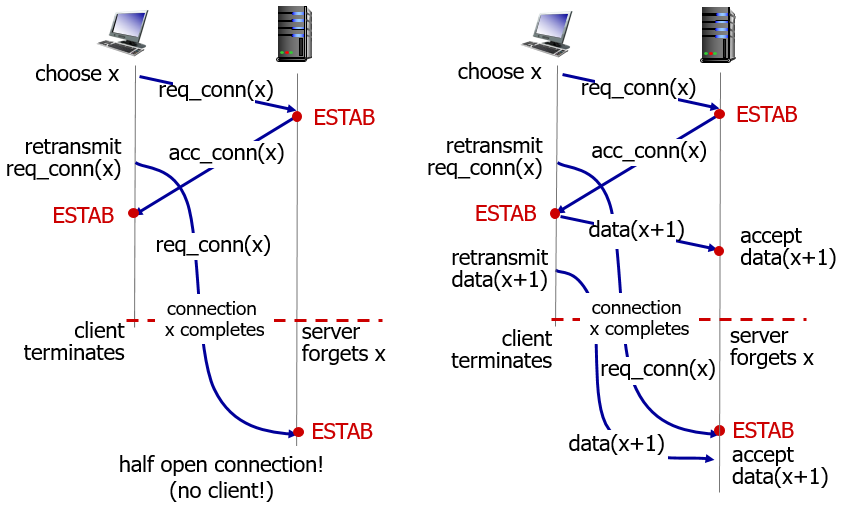 choose x
req_conn(x)
ESTAB
retransmit
req_conn(x)
acc_conn(x)
ESTAB
req_conn(x)
connection
x completes
client
terminates
server
forgets x
ESTAB
half open connection!
(no client!)
choose x
req_conn(x)
ESTAB
retransmit
req_conn(x)
acc_conn(x)
ESTAB
data(x+1)
accept
data(x+1)
retransmit
data(x+1)
connection
x completes
client
terminates
server
forgets x
req_conn(x)
ESTAB
data(x+1)
accept
data(x+1)